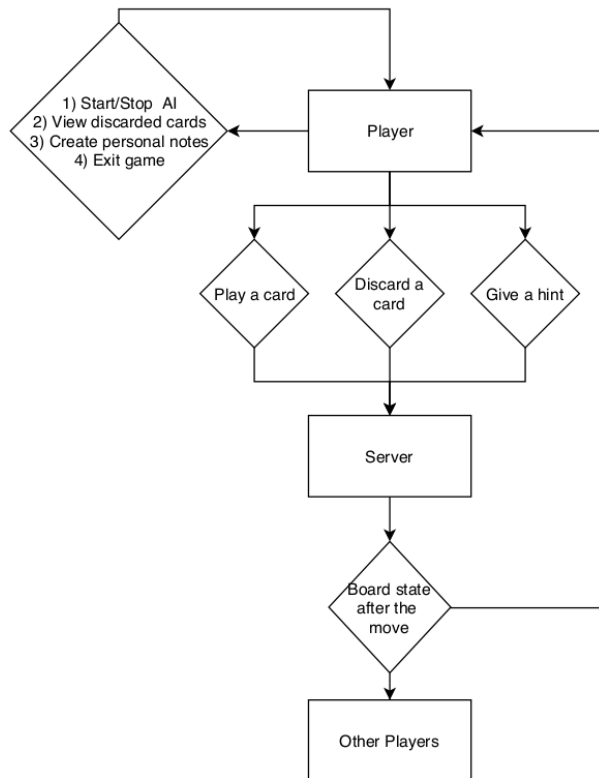 1) Start/Stop AI
2) View discarded cards
3) Create personal notes
4) Exit game
Player
Play a card
Discard a
card
Give a hint
Server
Board state
after the
move
Other Players